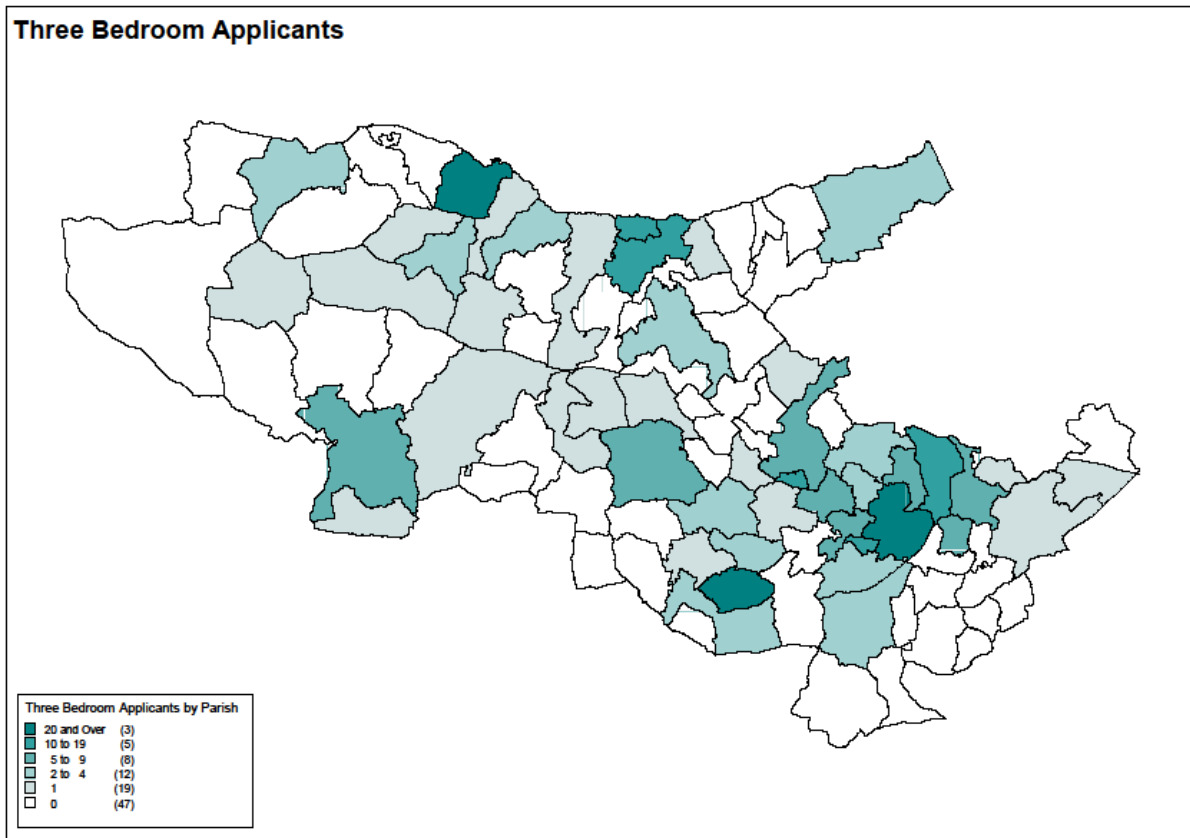 Three Bedroom Applicants
Three Bedroom Applicants by Parish
20 and Over (3)
10 to 19 (5)
5 to 9 (8)
2 to 4 (12)
1 (19)
0 (47)